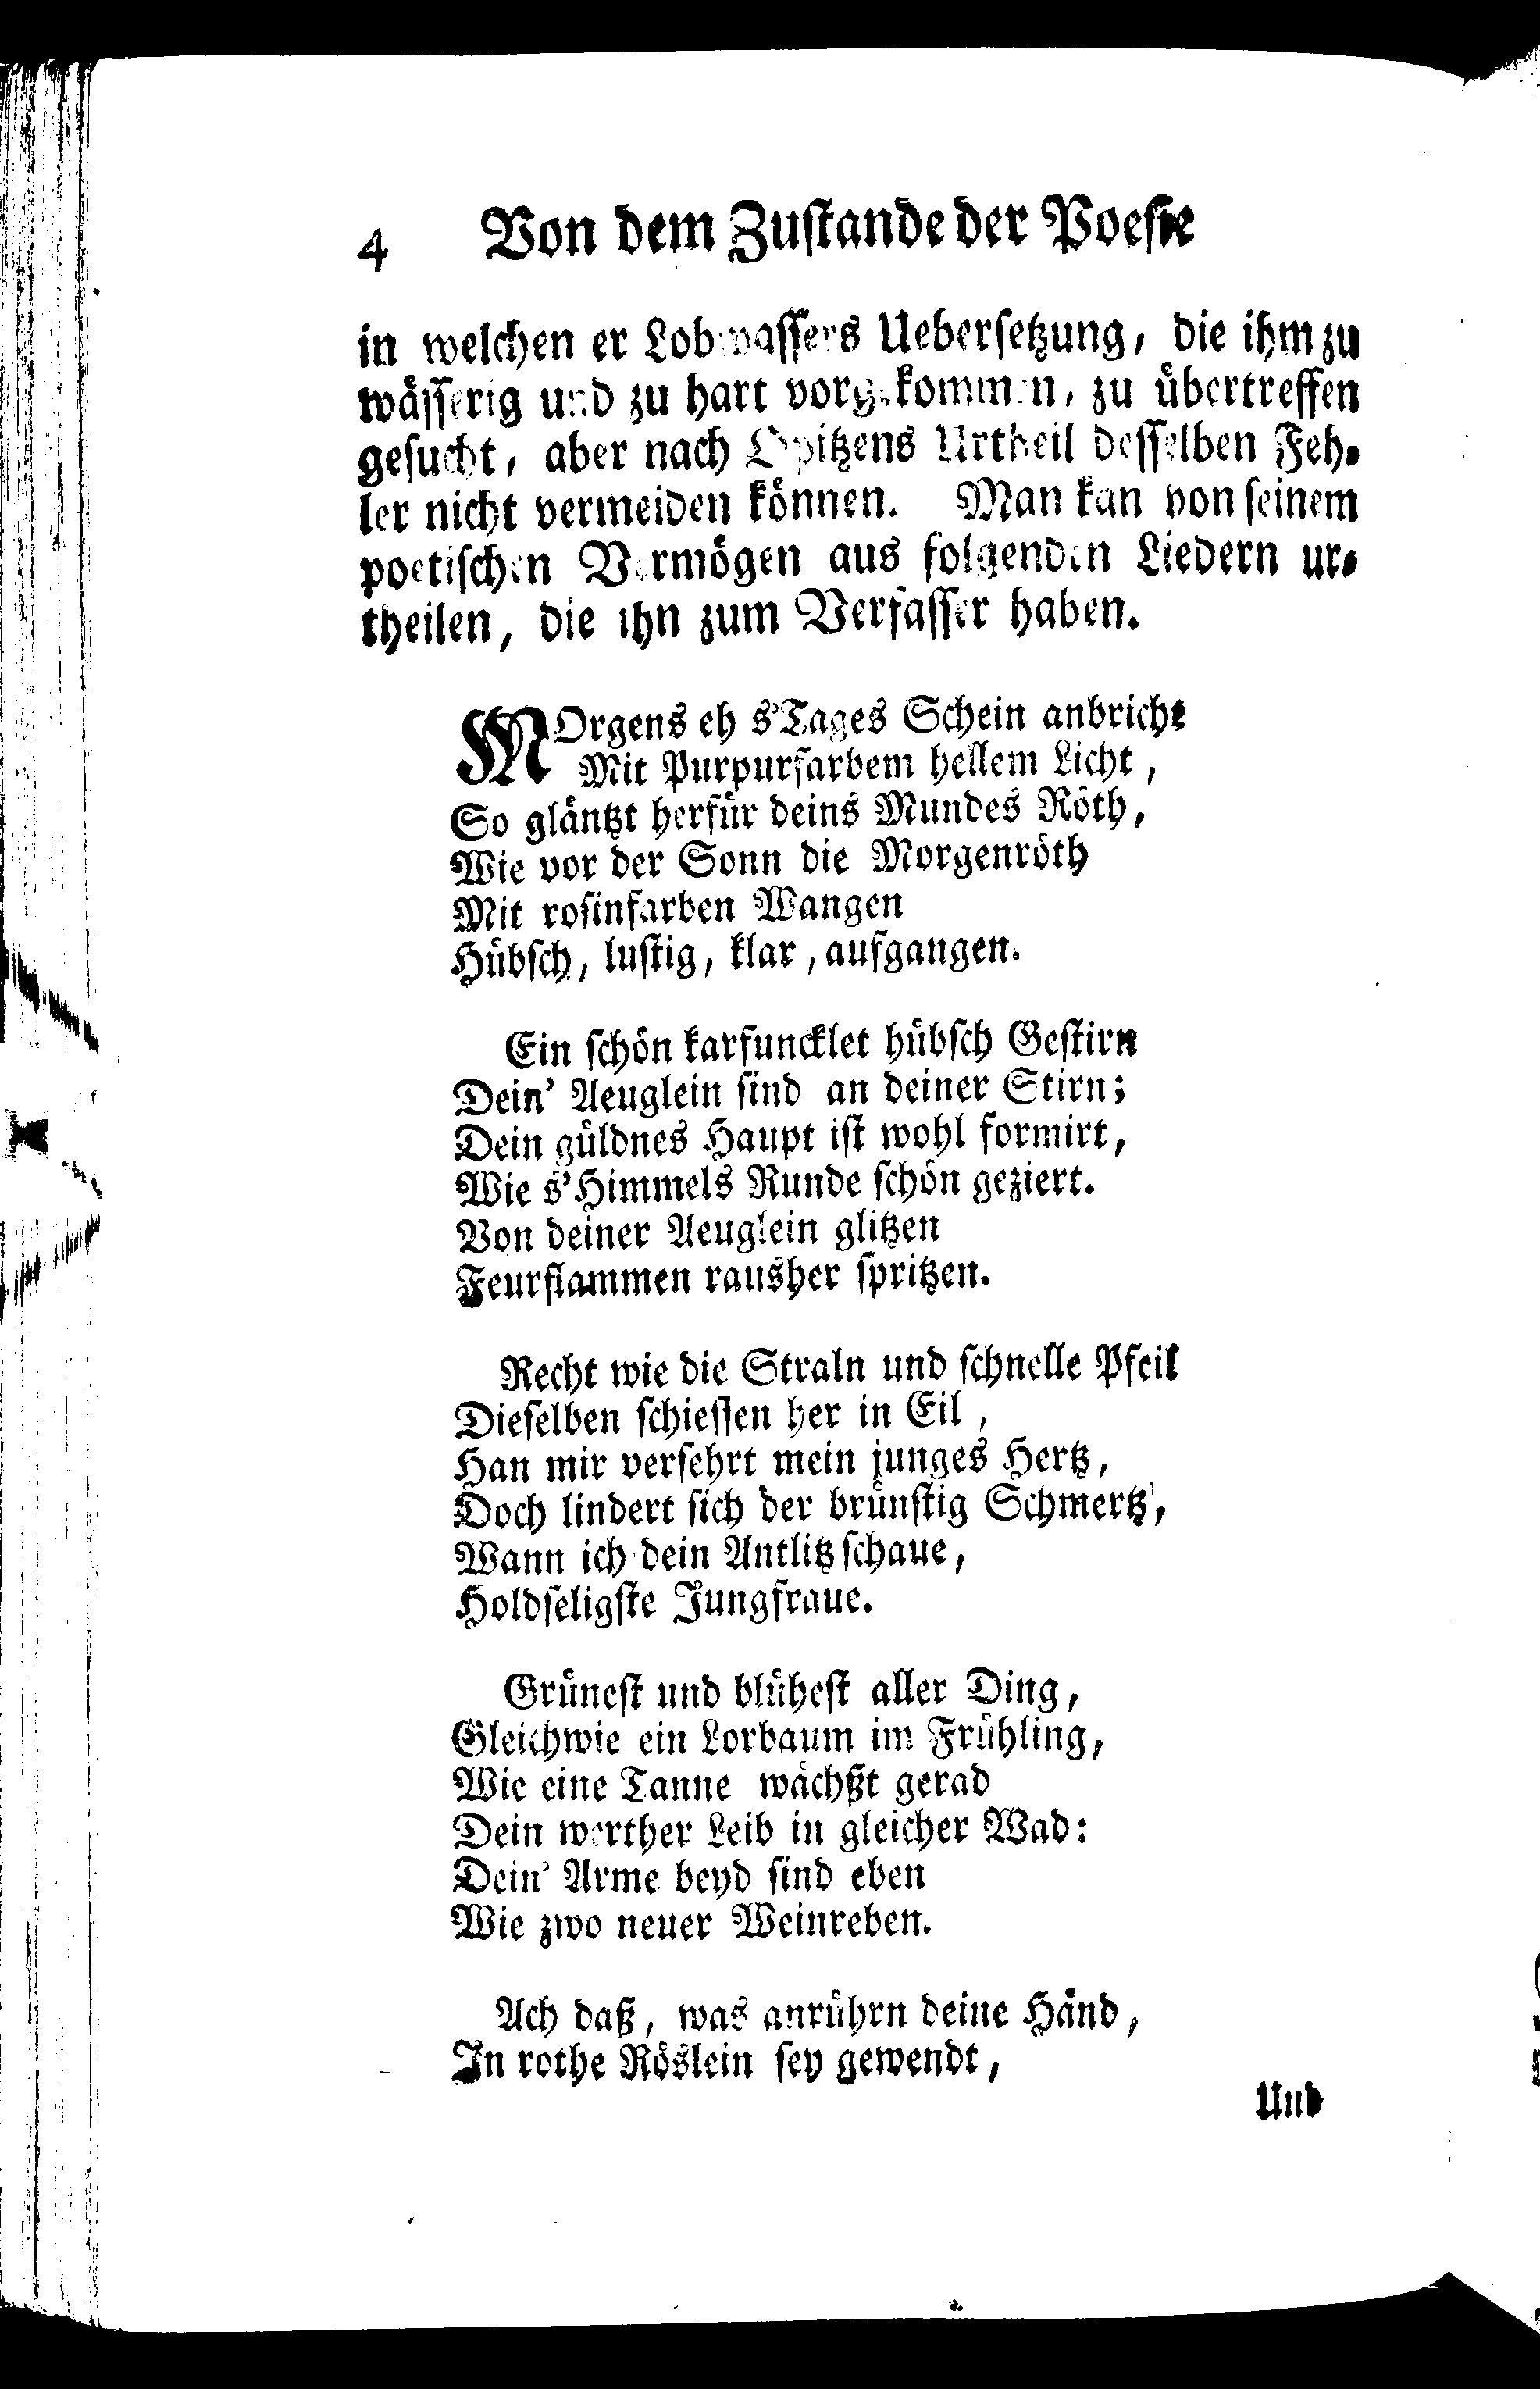 4 Von dem Zustande der Poesie
in welchen er Lobwassers Uebersetzung, die ihm zu
wässerig und zu hart vorgekommen, zu übertreffen
gesucht, aber nach Opitzens Urtheil desselben Feh-
ler nicht vermeiden können. Man kan von seinem
poetischen Vermögen aus folgenden Liedern ur-
theilen, die ihn zum Verfasser haben.
MOrgens eh s'Tages Schein anbricht
Mit Purpurfarbem hellem Licht,
So gläntzt herfür deins Mundes Röth,
Wie vor der Sonn die Morgenröth
Mit rosinfarben Wangen
Hübsch, lustig, klar, aufgangen.
Ein schön karfuncklet hübsch Gestirn
Dein' Aeuglein sind an deiner Stirn;
Dein güldnes Haupt ist wohl formirt,
Wie s'Himmels Runde schön geziert.
Von deiner Aeuglein glitzen
Feurflammen rausher spritzen.
Recht wie die Straln und schnelle Pfeil
Dieselben schiessen her in Eil,
Han mir versehrt mein junges Hertz,
Doch lindert sich der brünstig Schmertz,
Wann ich dein Antlitz schaue,
Holdseligste Jungfraue.
Grünest und blühest aller Ding,
Gleichwie ein Lorbaum im Frühling,
Wie eine Tanne wächßt gerad
Dein werther Leib in gleicher Wad:
Dein' Arme beyd sind eben
Wie zwo neuer Weinreben.
Ach daß, was anrührn deine Händ,
In rothe Röslein sey gewendt,
Und